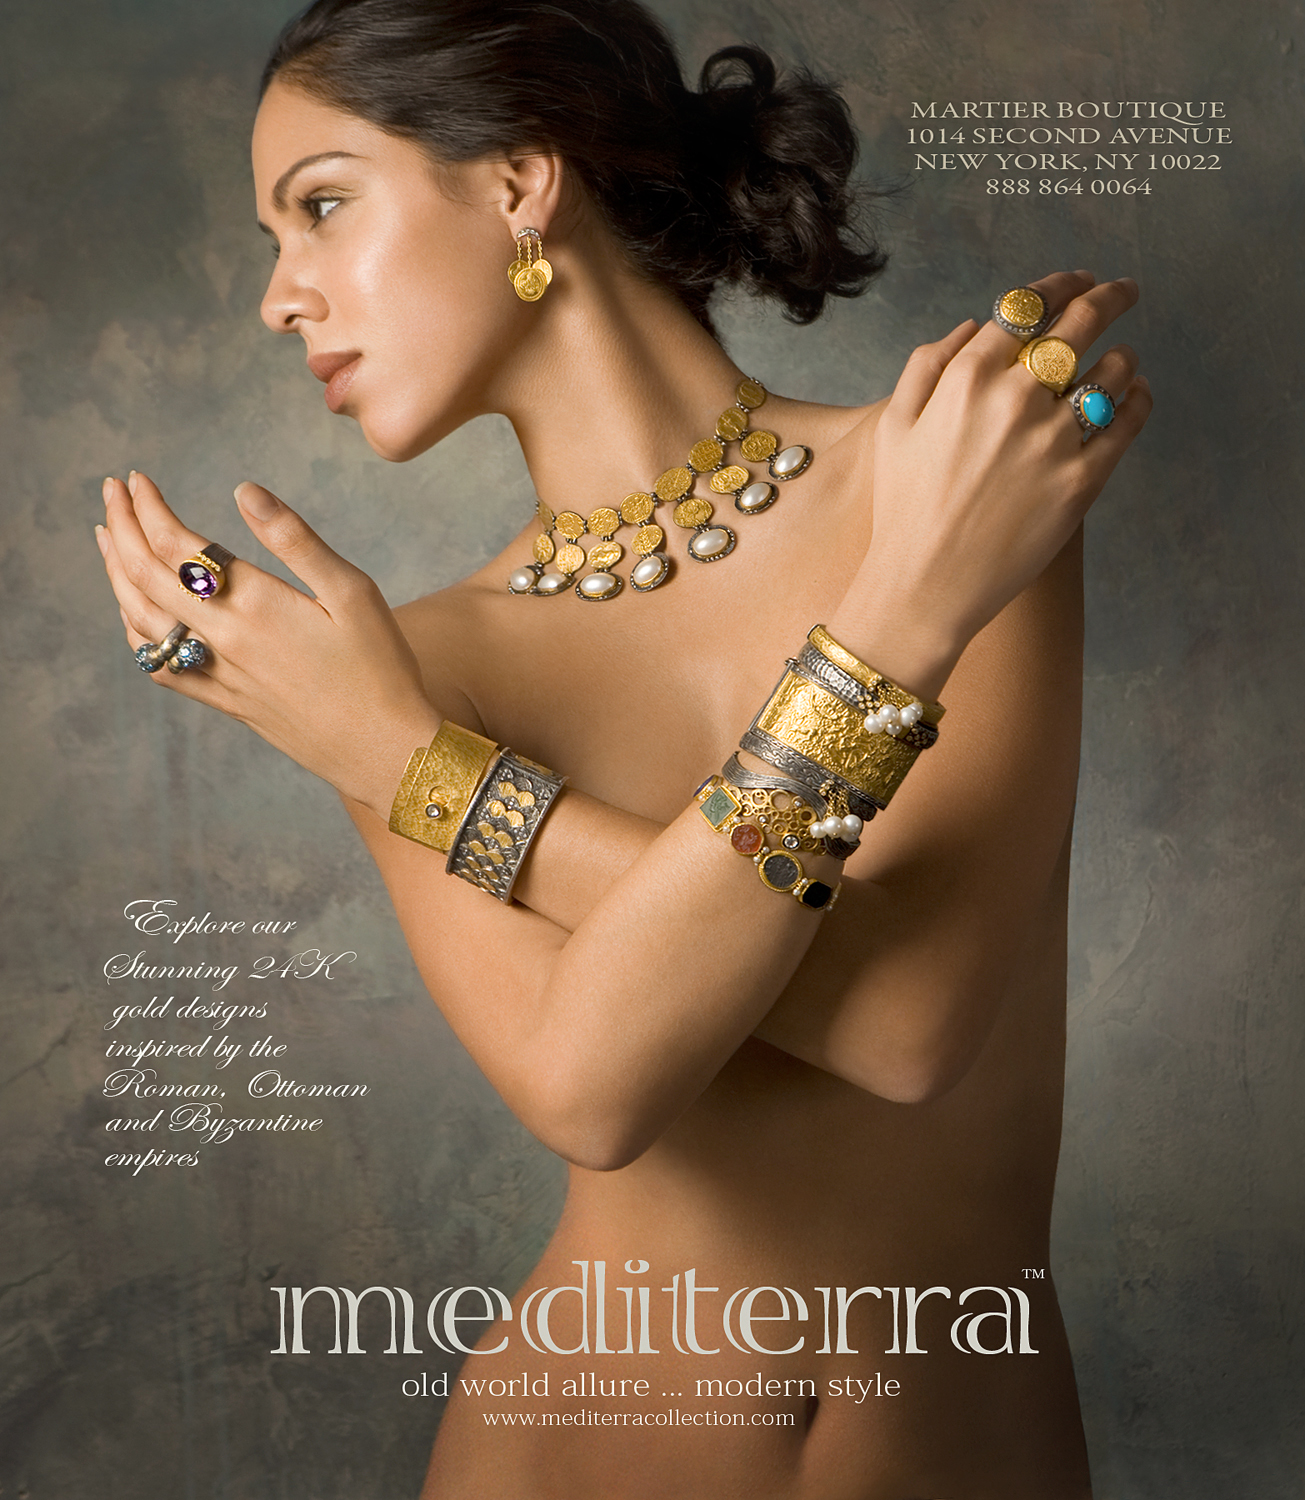 MARTIER BOUTIQUE
1014 SECOND AVENUE
NEW YORK, NY 10022
888 864 0064
Explore our
Stunning 24K
gold designs
inspired by the
Roman, Ottoman
and Byzantine
empires
mediterra™
old world allure ... modern style
www.mediterracollection.com